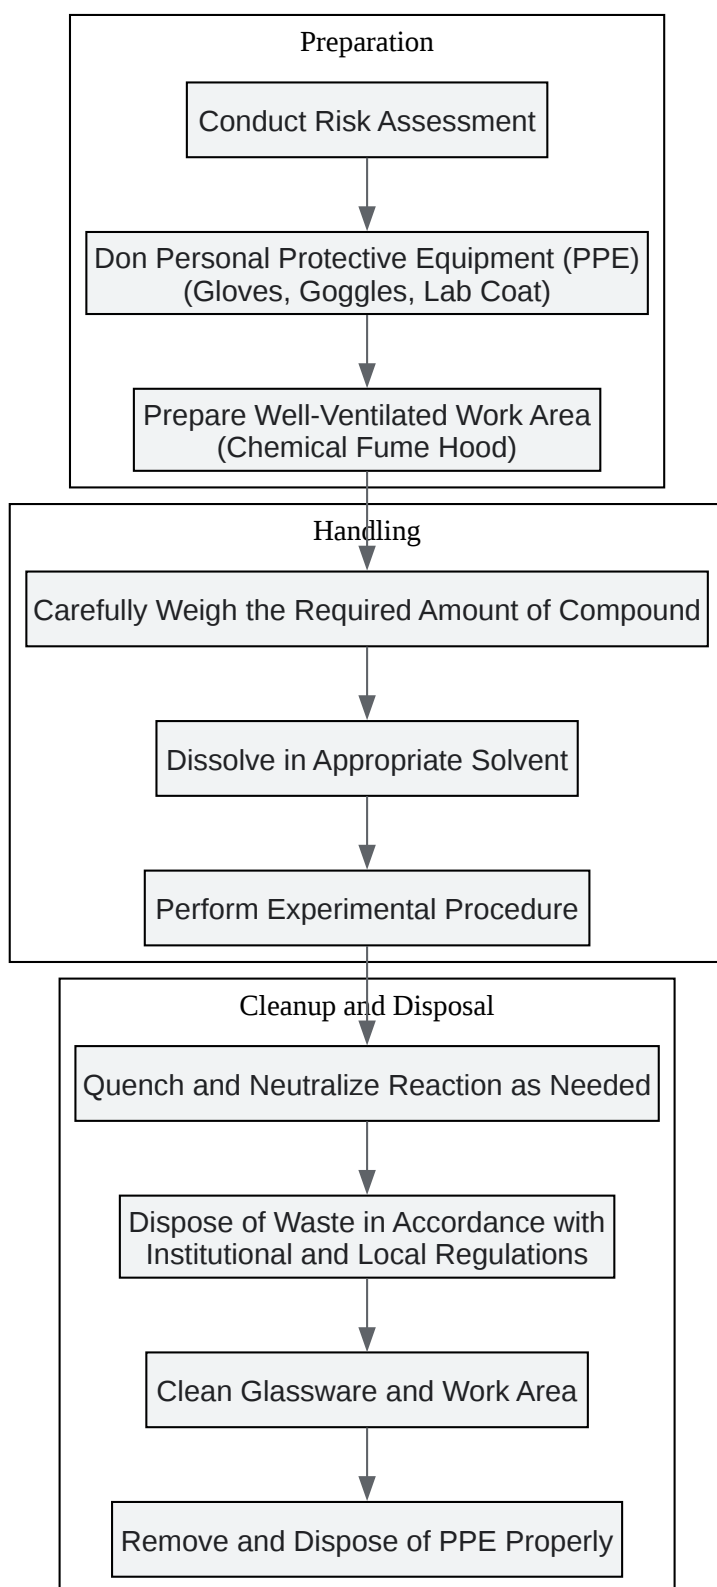 Preparation
Conduct Risk Assessment
Don Personal Protective Equipment (PPE)
(Gloves, Goggles, Lab Coat)
Prepare Well-Ventilated Work Area
(Chemical Fume Hood)
Handling
Carefully Weigh the Required Amount of Compound
Dissolve in Appropriate Solvent
Perform Experimental Procedure
Cleanup and Disposal
Quench and Neutralize Reaction as Needed
Dispose of Waste in Accordance with
Institutional and Local Regulations
Clean Glassware and Work Area
Remove and Dispose of PPE Properly